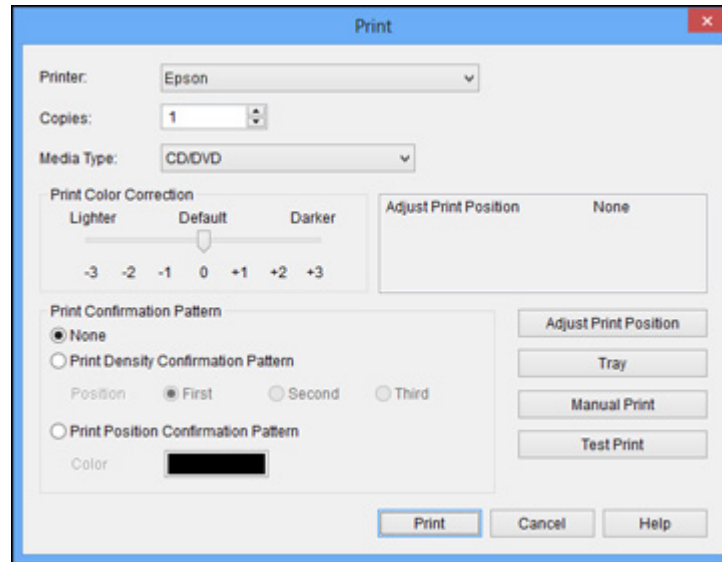 Print
Printer: Epson
Copies: 1
Media Type: CD/DVD
Print Color Correction
Lighter Default Darker
-3 -2 -1 0 +1 +2 +3
Adjust Print Position None
Print Confirmation Pattern
None
Print Density Confirmation Pattern
Position First Second Third
Print Position Confirmation Pattern
Color
Adjust Print Position
Tray
Manual Print
Test Print
Print Cancel Help